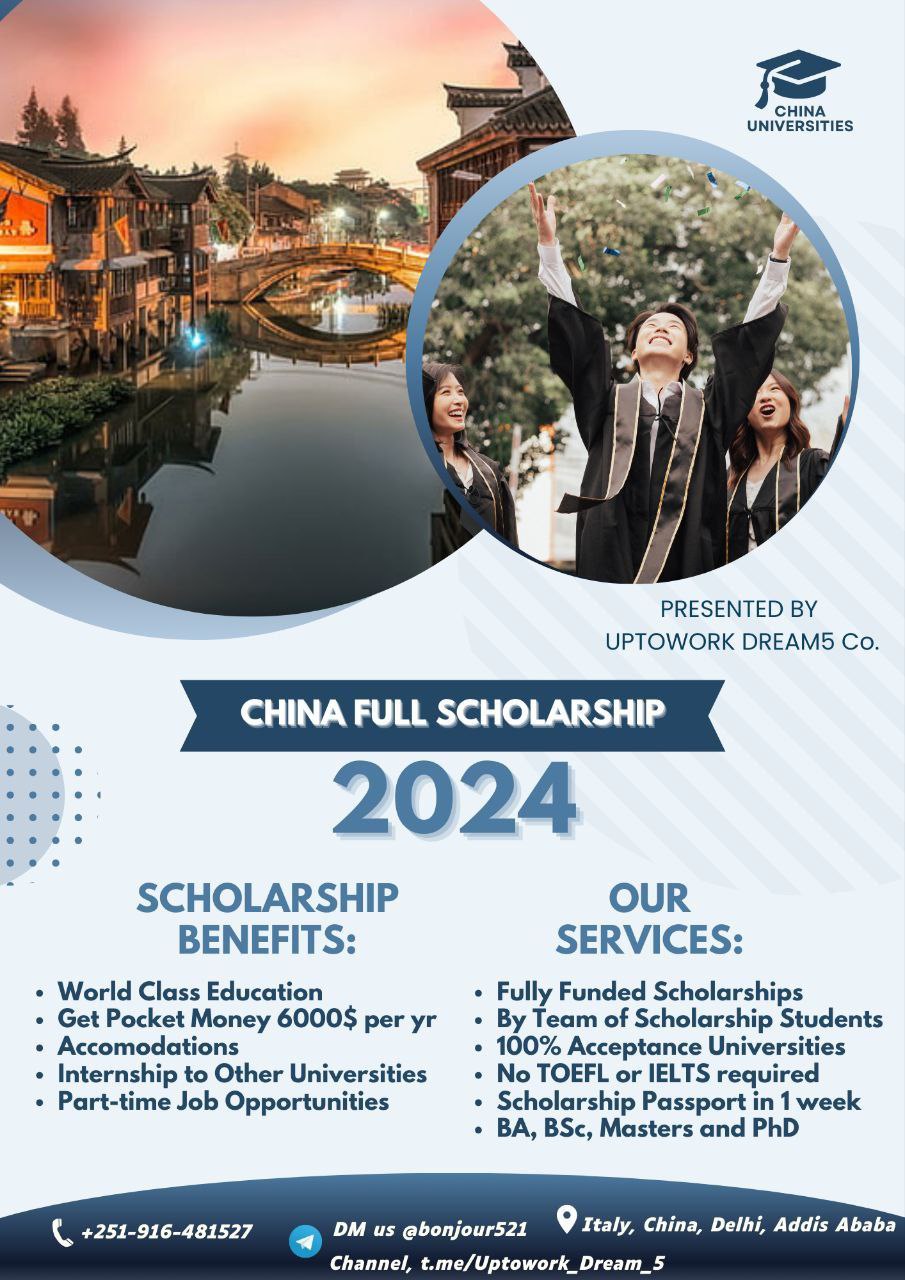 CHINA
UNIVERSITIES
PRESENTED BY
UPTOWORK DREAM5 Co.
CHINA FULL SCHOLARSHIP
2024
SCHOLARSHIP
BENEFITS:
• World Class Education
• Get Pocket Money 6000$ per yr
• Accomodations
• Internship to Other Universities
• Part-time Job Opportunities
OUR
SERVICES:
• Fully Funded Scholarships
• By Team of Scholarship Students
• 100% Acceptance Universities
• No TOEFL or IELTS required
• Scholarship Passport in 1 week
• BA, BSc, Masters and PhD
+251-916-481527
DM us @bonjour521
Channel, t.me/Uptowork_Dream_5
Italy, China, Delhi, Addis Ababa